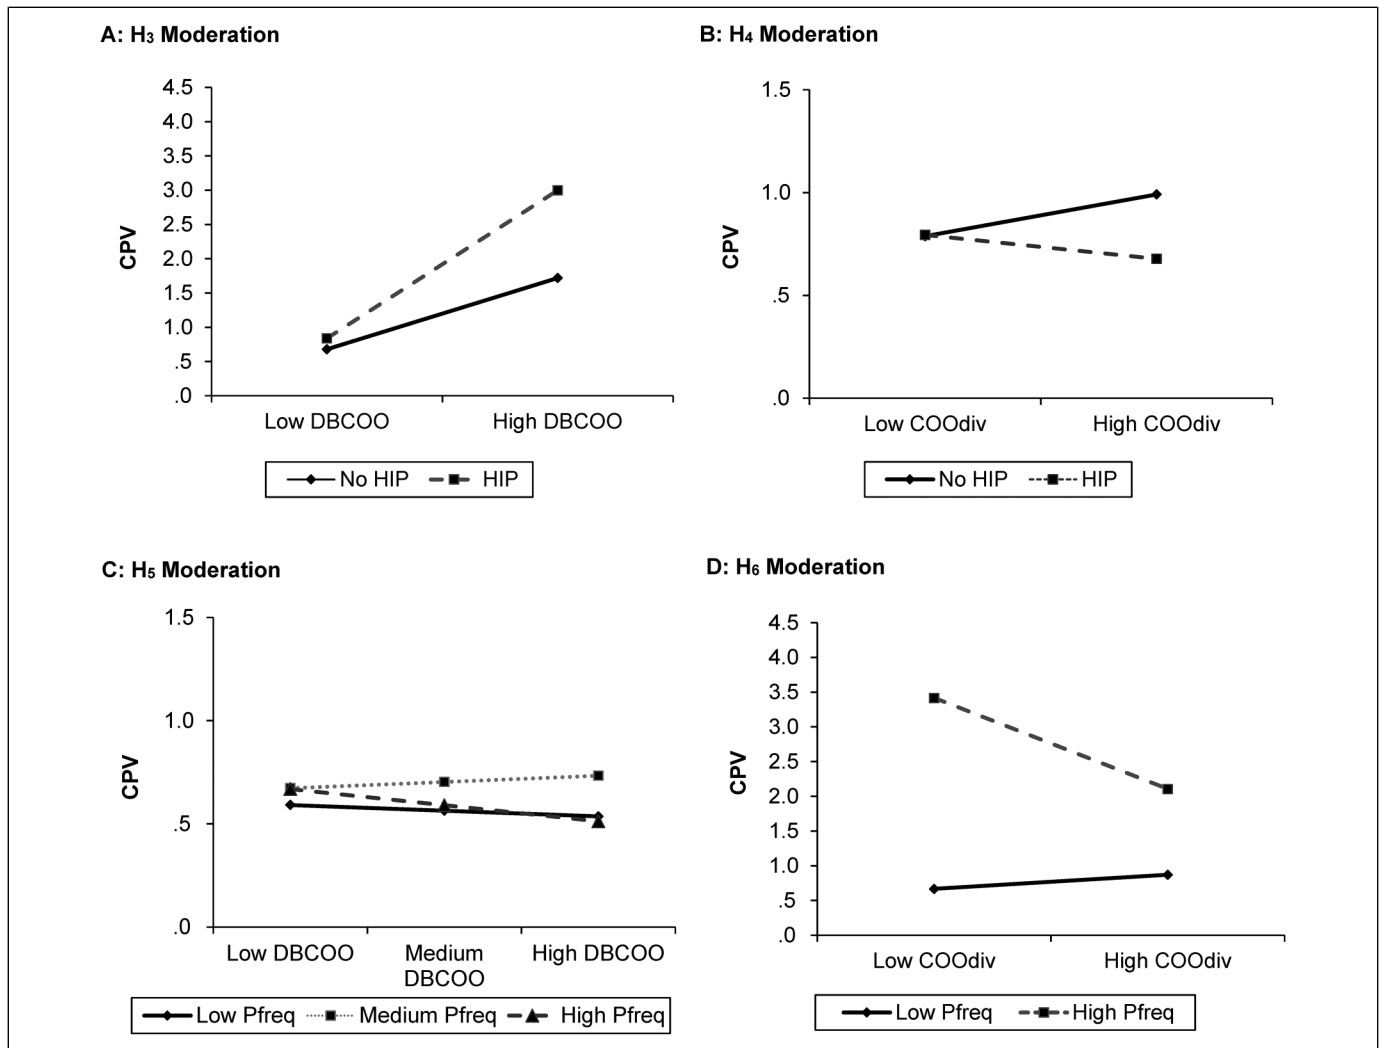 A: H₃ Moderation
4.5
4.0
3.5
3.0
2.5
2.0
1.5
1.0
.5
.0
CPV
Low DBCOO High DBCOO
No HIP HIP
B: H₄ Moderation
1.5
1.0
.5
.0
CPV
Low COOdiv High COOdiv
No HIP HIP
C: H₅ Moderation
1.5
1.0
.5
.0
CPV
Low DBCOO Medium High DBCOO
DBCOO
Low Pfreq Medium Pfreq High Pfreq
D: H₆ Moderation
4.5
4.0
3.5
3.0
2.5
2.0
1.5
1.0
.5
.0
CPV
Low COOdiv High COOdiv
Low Pfreq High Pfreq